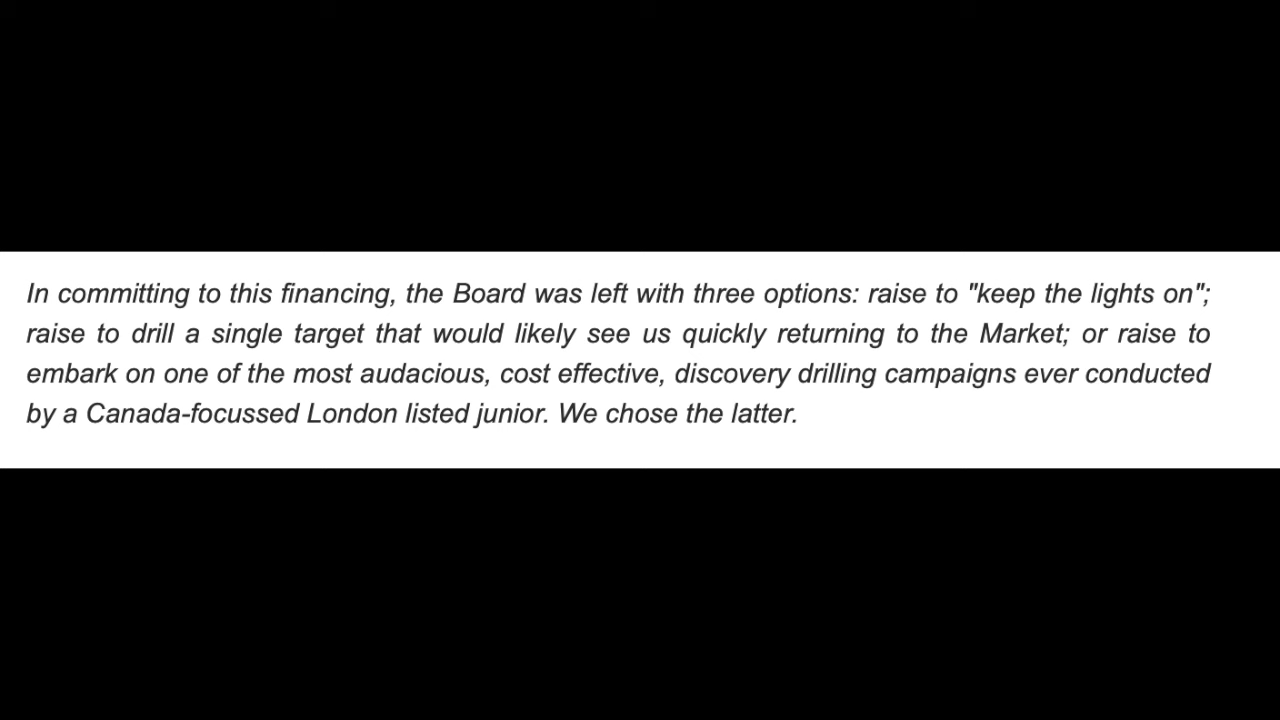 In committing to this financing, the Board was left with three options: raise to "keep the lights on";
raise to drill a single target that would likely see us quickly returning to the Market; or raise to
embark on one of the most audacious, cost effective, discovery drilling campaigns ever conducted
by a Canada-focussed London listed junior. We chose the latter.